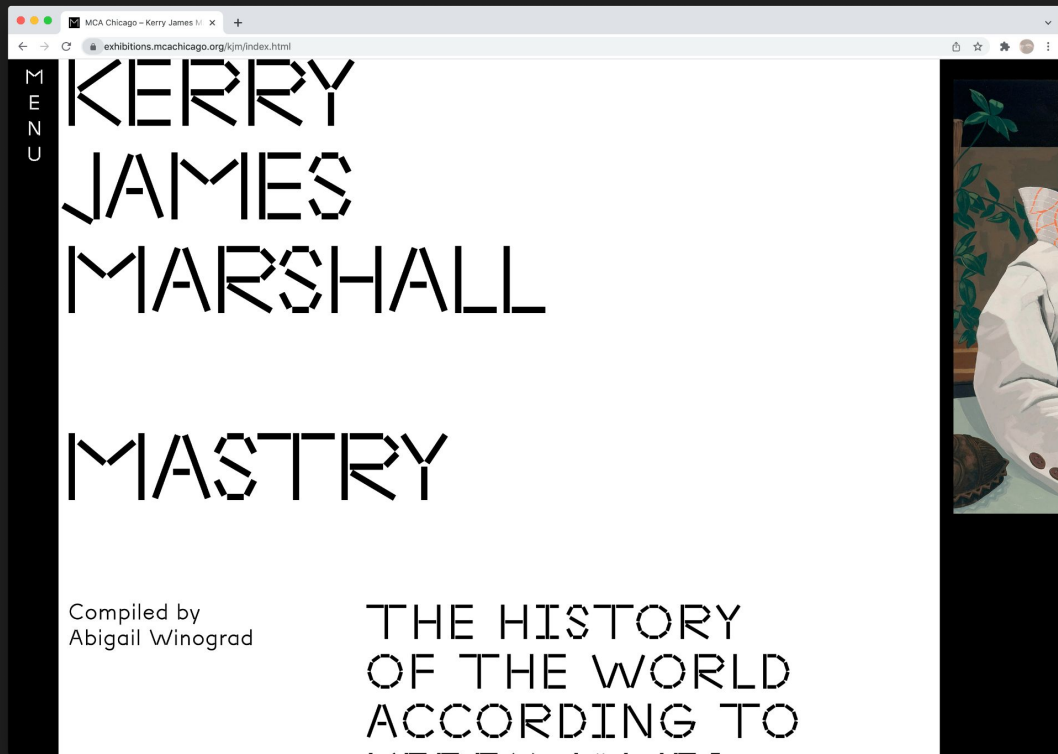 MCA Chicago – Kerry James M
exhibitions.mcachicago.org/kjm/index.html
MENU
KERRY
JAMES
MARSHALL
MASTRY
Compiled by
Abigail Winograd
THE HISTORY
OF THE WORLD
ACCORDING TO